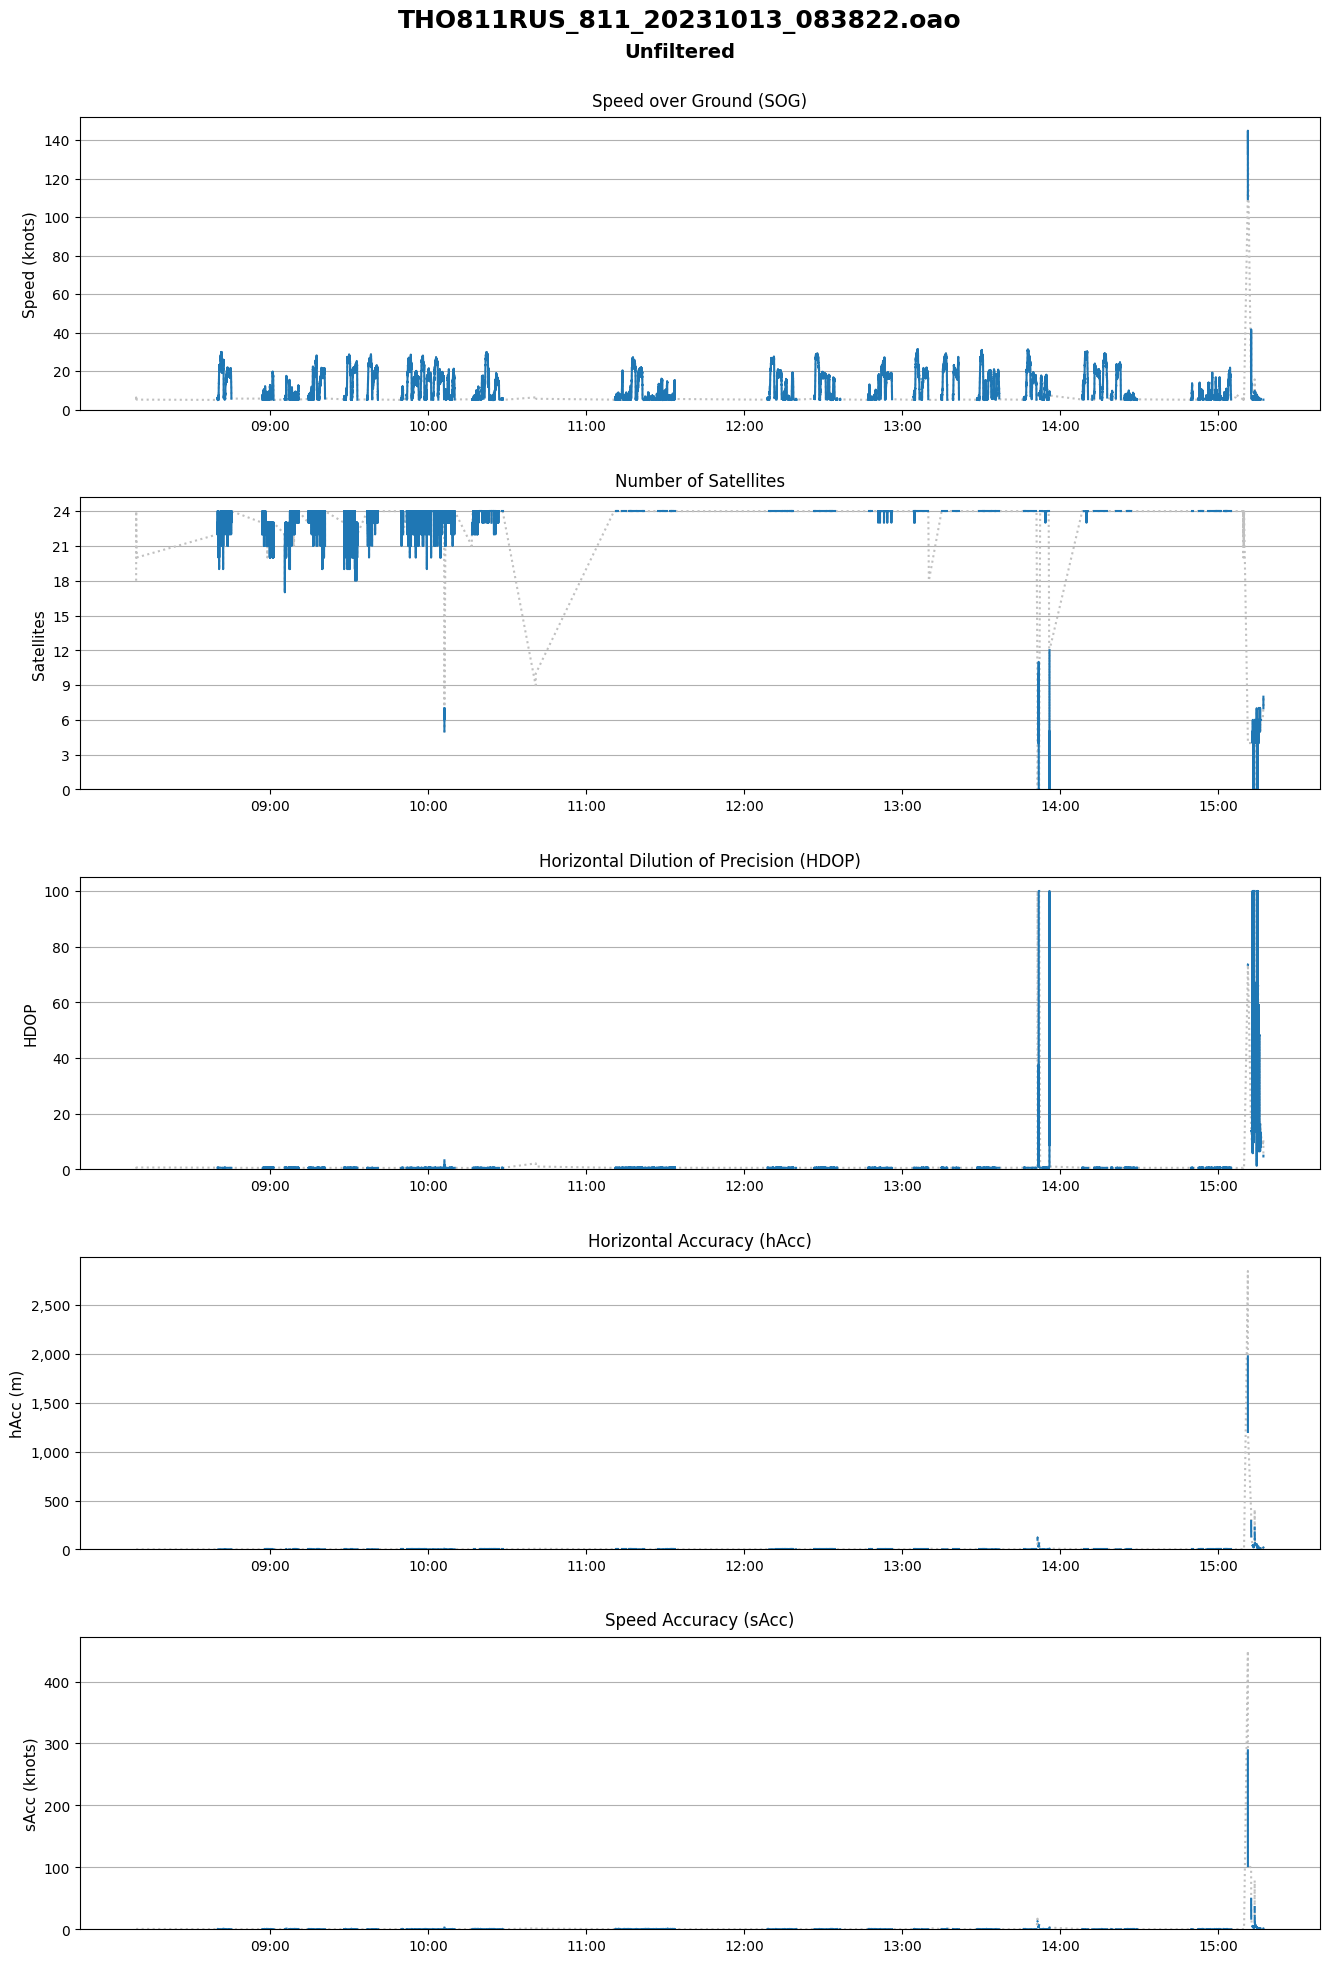 THO811RUS_811_20231013_083822.oao
Unfiltered
Speed over Ground (SOG)
Speed (knots)
140
120
100
80
60
40
20
0
09:00 10:00 11:00 12:00 13:00 14:00 15:00
Number of Satellites
Satellites
24
21
18
15
12
9
6
3
0
09:00 10:00 11:00 12:00 13:00 14:00 15:00
Horizontal Dilution of Precision (HDOP)
HDOP
100
80
60
40
20
0
09:00 10:00 11:00 12:00 13:00 14:00 15:00
Horizontal Accuracy (hAcc)
hAcc (m)
2,500
2,000
1,500
1,000
500
0
09:00 10:00 11:00 12:00 13:00 14:00 15:00
Speed Accuracy (sAcc)
sAcc (knots)
400
300
200
100
0
09:00 10:00 11:00 12:00 13:00 14:00 15:00